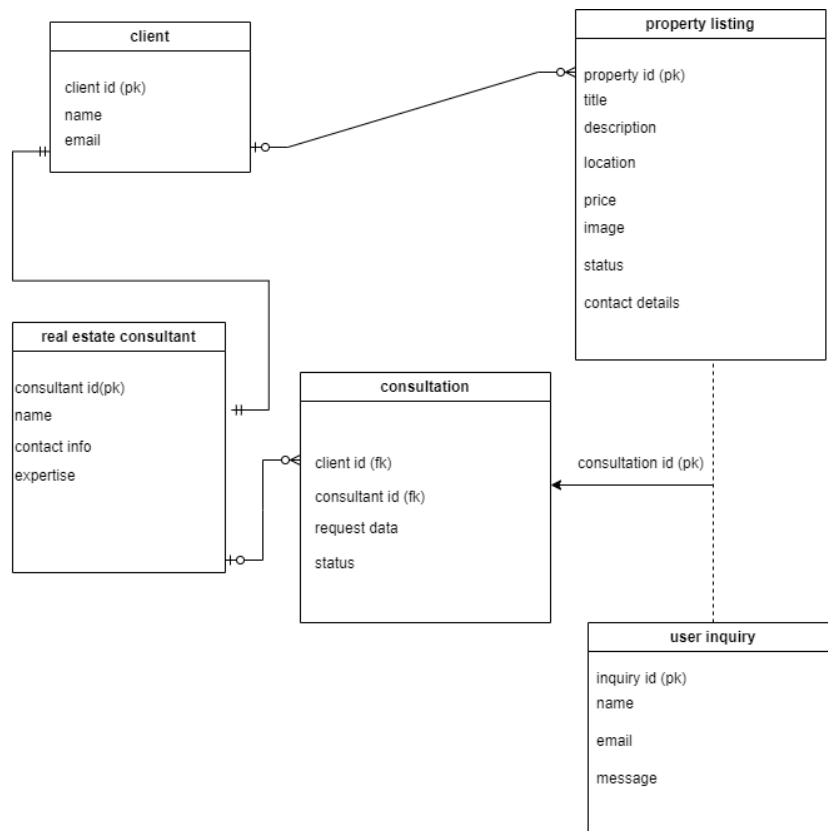 client
client id (pk)
name
email
property listing
property id (pk)
title
description
location
price
image
status
contact details
real estate consultant
consultant id(pk)
name
contact info
expertise
consultation
client id (fk)
consultant id (fk)
request data
status
consultation id (pk)
user inquiry
inquiry id (pk)
name
email
message